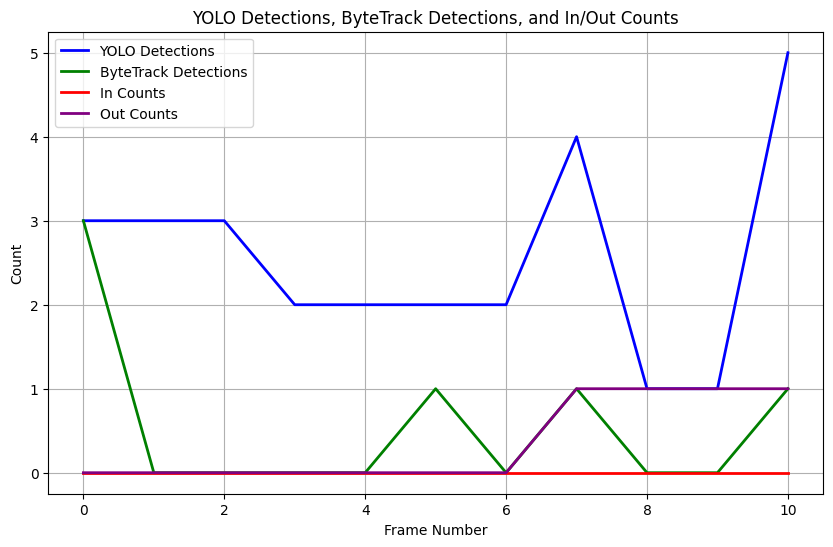 YOLO Detections, ByteTrack Detections, and In/Out Counts
YOLO Detections
ByteTrack Detections
In Counts
Out Counts
5
4
3
2
1
0
Count
0 2 4 6 8 10
Frame Number